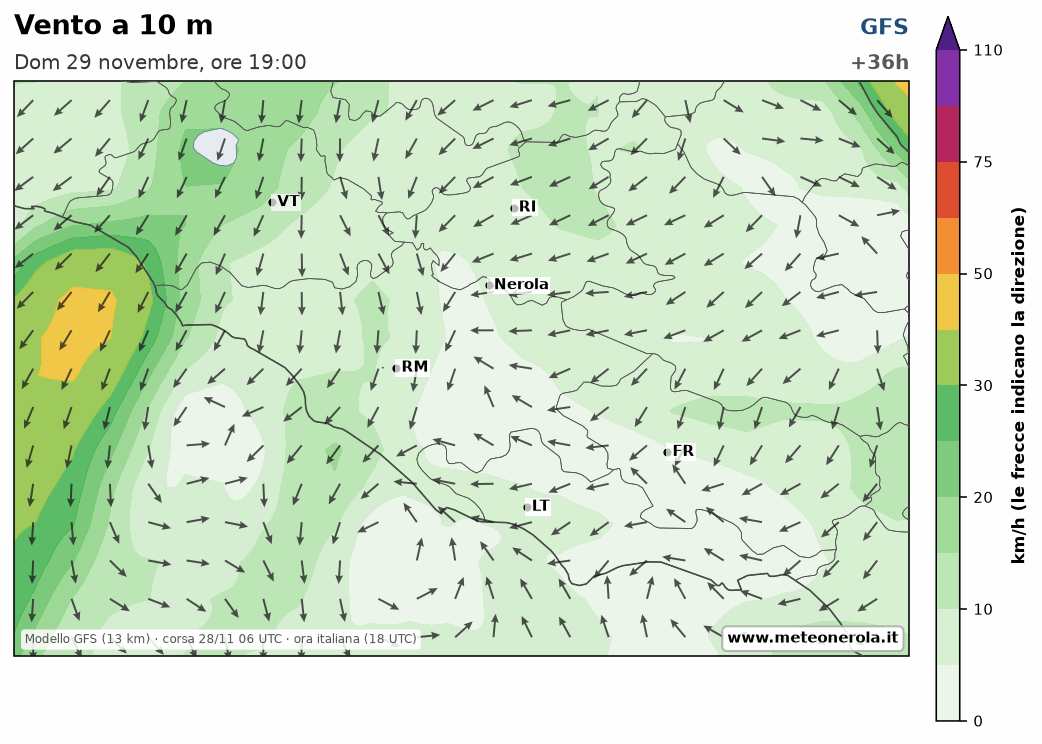 Vento a 10 m
GFS
Dom 29 novembre, ore 19:00
+36h
110
75
50
30
20
10
0
km/h (le frecce indicano la direzione)
VT
RI
Nerola
RM
FR
LT
Modello GFS (13 km) · corsa 28/11 06 UTC · ora italiana (18 UTC)
www.meteonerola.it